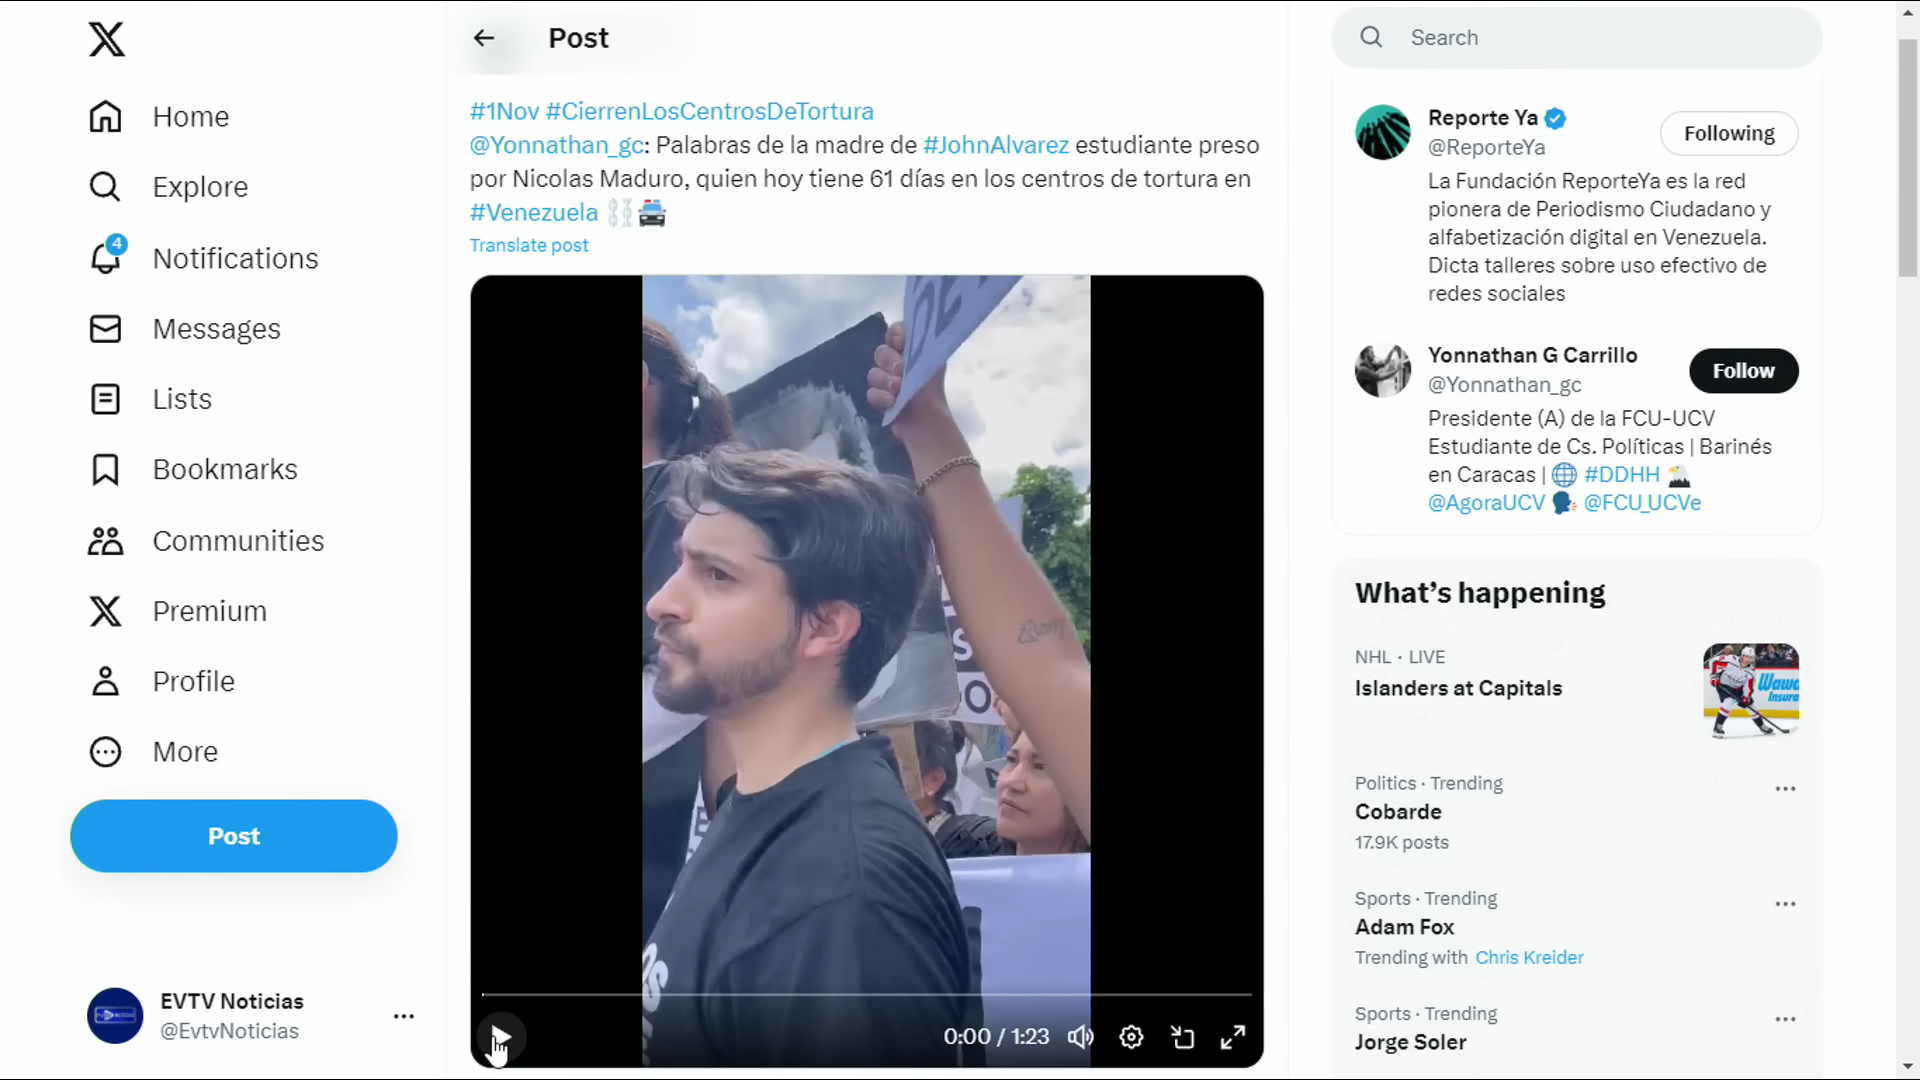 Home
Explore
4
Notifications
Messages
Lists
Bookmarks
Communities
Premium
Profile
More
Post
EVTV Noticias
@EvtvNoticias
Post
#1Nov #CierrenLosCentrosDeTortura
@Yonnathan_gc: Palabras de la madre de #JohnAlvarez estudiante preso
por Nicolas Maduro, quien hoy tiene 61 días en los centros de tortura en
#Venezuela
Translate post
0:00 / 1:23
Search
Reporte Ya
@ReporteYa
Following
La Fundación ReporteYa es la red
pionera de Periodismo Ciudadano y
alfabetización digital en Venezuela.
Dicta talleres sobre uso efectivo de
redes sociales
Yonnathan G Carrillo
@Yonnathan_gc
Follow
Presidente (A) de la FCU-UCV
Estudiante de Cs. Políticas | Barinés
en Caracas | #DDHH
@AgoraUCV @FCU_UCVe
What's happening
NHL · LIVE
Islanders at Capitals
Politics · Trending
Cobarde
17.9K posts
Sports · Trending
Adam Fox
Trending with Chris Kreider
Sports · Trending
Jorge Soler